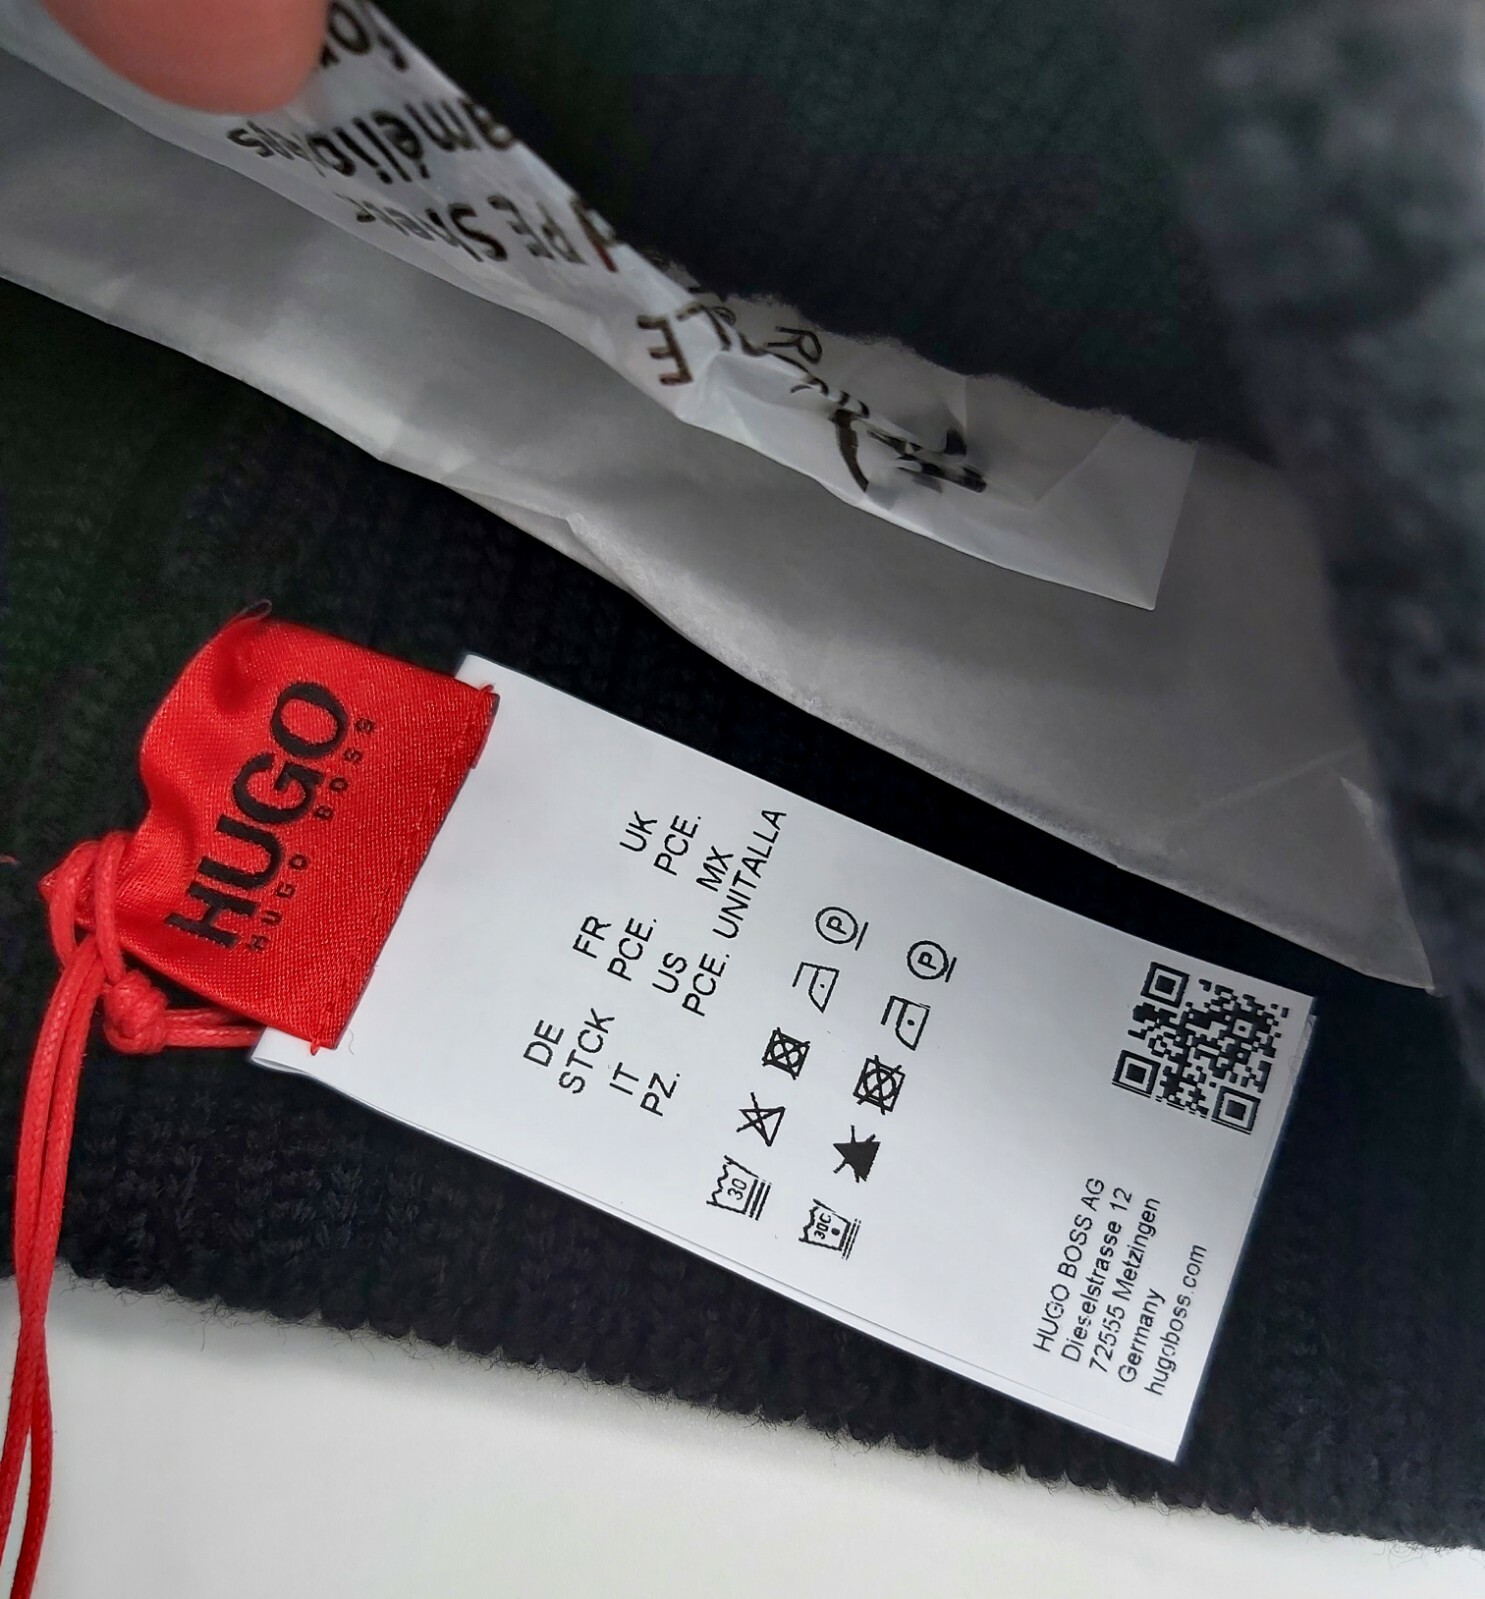 HUGO
HUGO BOSS
DE FR UK
STCK PCE. PCE.
IT US MX
PZ. PCE. UNITALLA
30
P
30C
P
HUGO BOSS AG
Dieselstrasse 12
72555 Metzingen
Germany
hugoboss.com